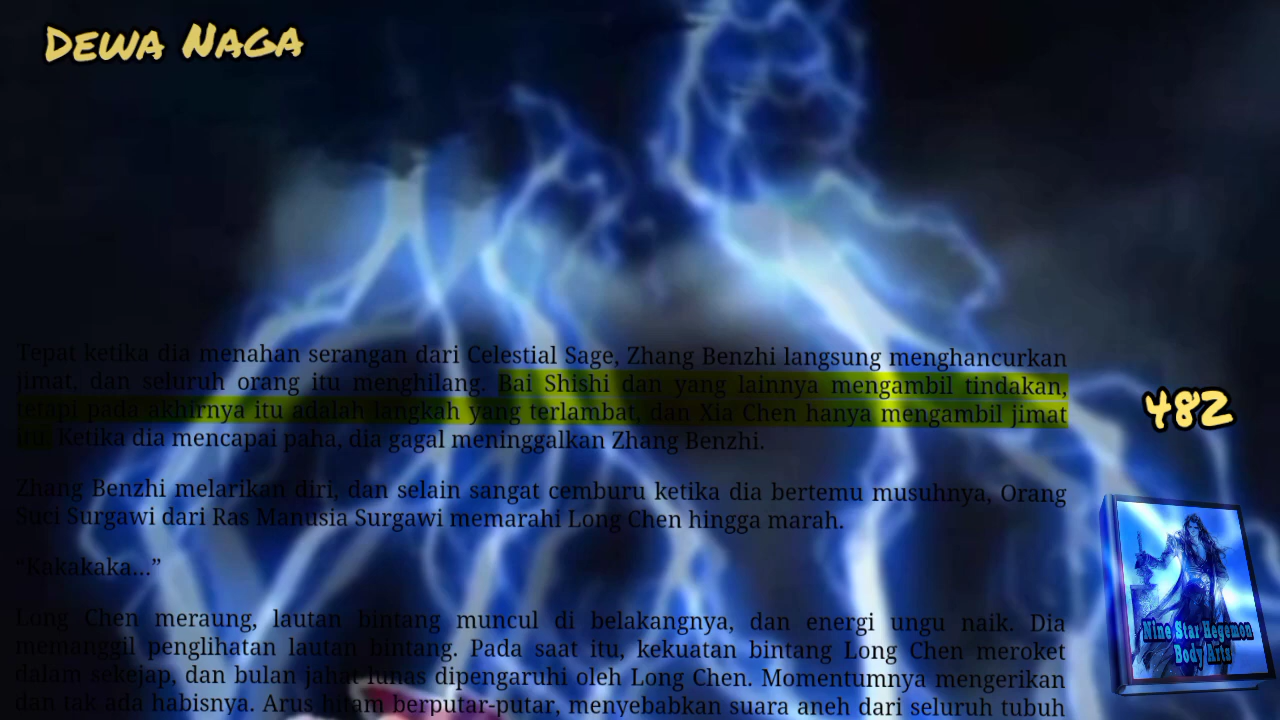 Dewa Naga
Tepat ketika dia menahan serangan dari Celestial Sage, Zhang Benzhi langsung menghancurkan
jimat, dan seluruh orang itu menghilang. Bai Shishi dan yang lainnya mengambil tindakan,
tetapi pada akhirnya itu adalah langkah yang terlambat, dan Xia Chen hanya mengambil jimat
itu. Ketika dia mencapai paha, dia gagal meninggalkan Zhang Benzhi.
482
Zhang Benzhi melarikan diri, dan selain sangat cemburu ketika dia bertemu musuhnya, Orang
Suci Surgawi dari Ras Manusia Surgawi memarahi Long Chen hingga marah.
“Kakakaka...”
Long Chen meraung, lautan bintang muncul di belakangnya, dan energi ungu naik. Dia
memanggil penglihatan lautan bintang. Pada saat itu, kekuatan bintang Long Chen meroket
dalam sekejap, dan bulan jahat lunas dipengaruhi oleh Long Chen. Momentumnya mengerikan
dan tak ada habisnya. Arus hitam berputar-putar, menyebabkan suara aneh dari seluruh tubuh
Nine Star Hegemon
Body Arts